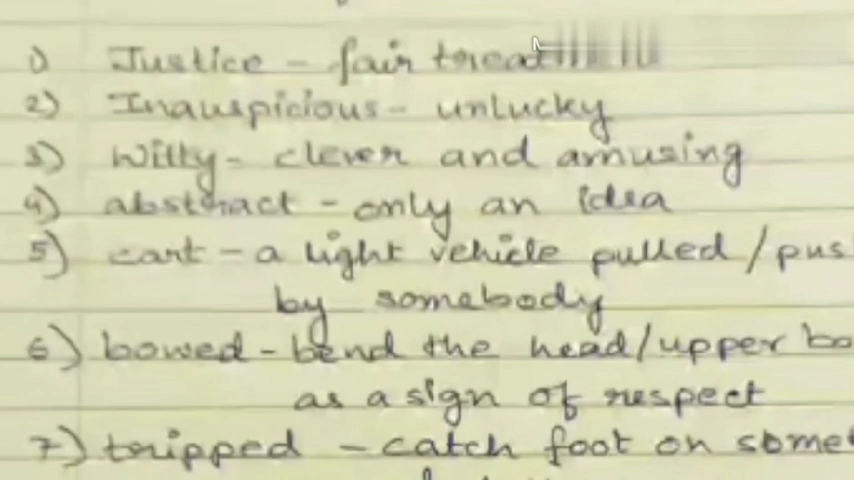 1) Justice - fair treat
2) Inauspicious - unlucky
3) Witty - clever and amusing
4) abstract - only an idea
5) cart - a light vehicle pulled / pus
by somebody
6) bowed - bend the head/upper bo
as a sign of respect
7) tripped - catch foot on some